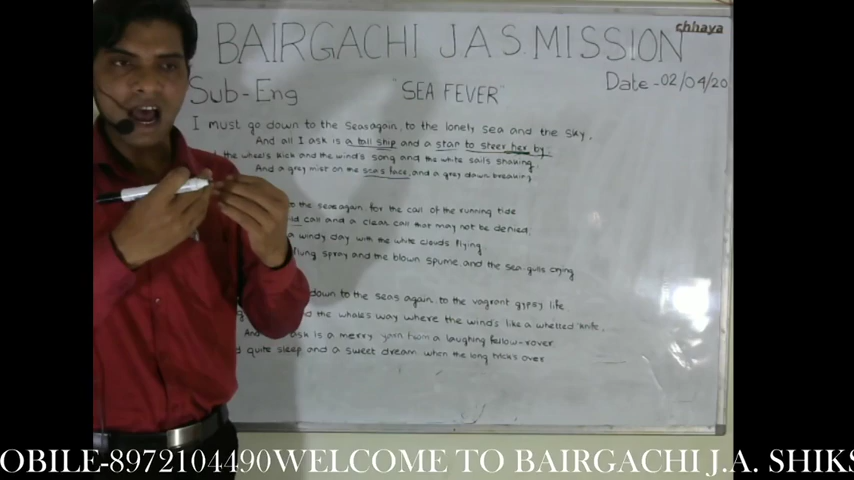 chhaya
BAIRGACHI J A S. MISSION
Sub-Eng "SEA FEVER" Date -02/04/20
I must go down to the seas again, to the lonely sea and the sky,
And all I ask is a tall ship and a star to steer her by
the wheels kick and the wind's song and the white sails shaking,
And a grey mist on the sea's face, and a grey dawn breaking
to the seas again for the call of the running tide
call and a clear call that may not be denied.
a windy day with the white clouds flying,
flung spray and the blown spume and the sea-gulls crying
down to the seas again, to the vagrant gypsy life
the whales way, where the wind's like a whetted knife,
ask is a merry yarn from a laughing fellow-rover
quite sleep and a sweet dream when the long trick's over
OBILE-8972104490WELCOME TO BAIRGACHI J.A. SHIKS